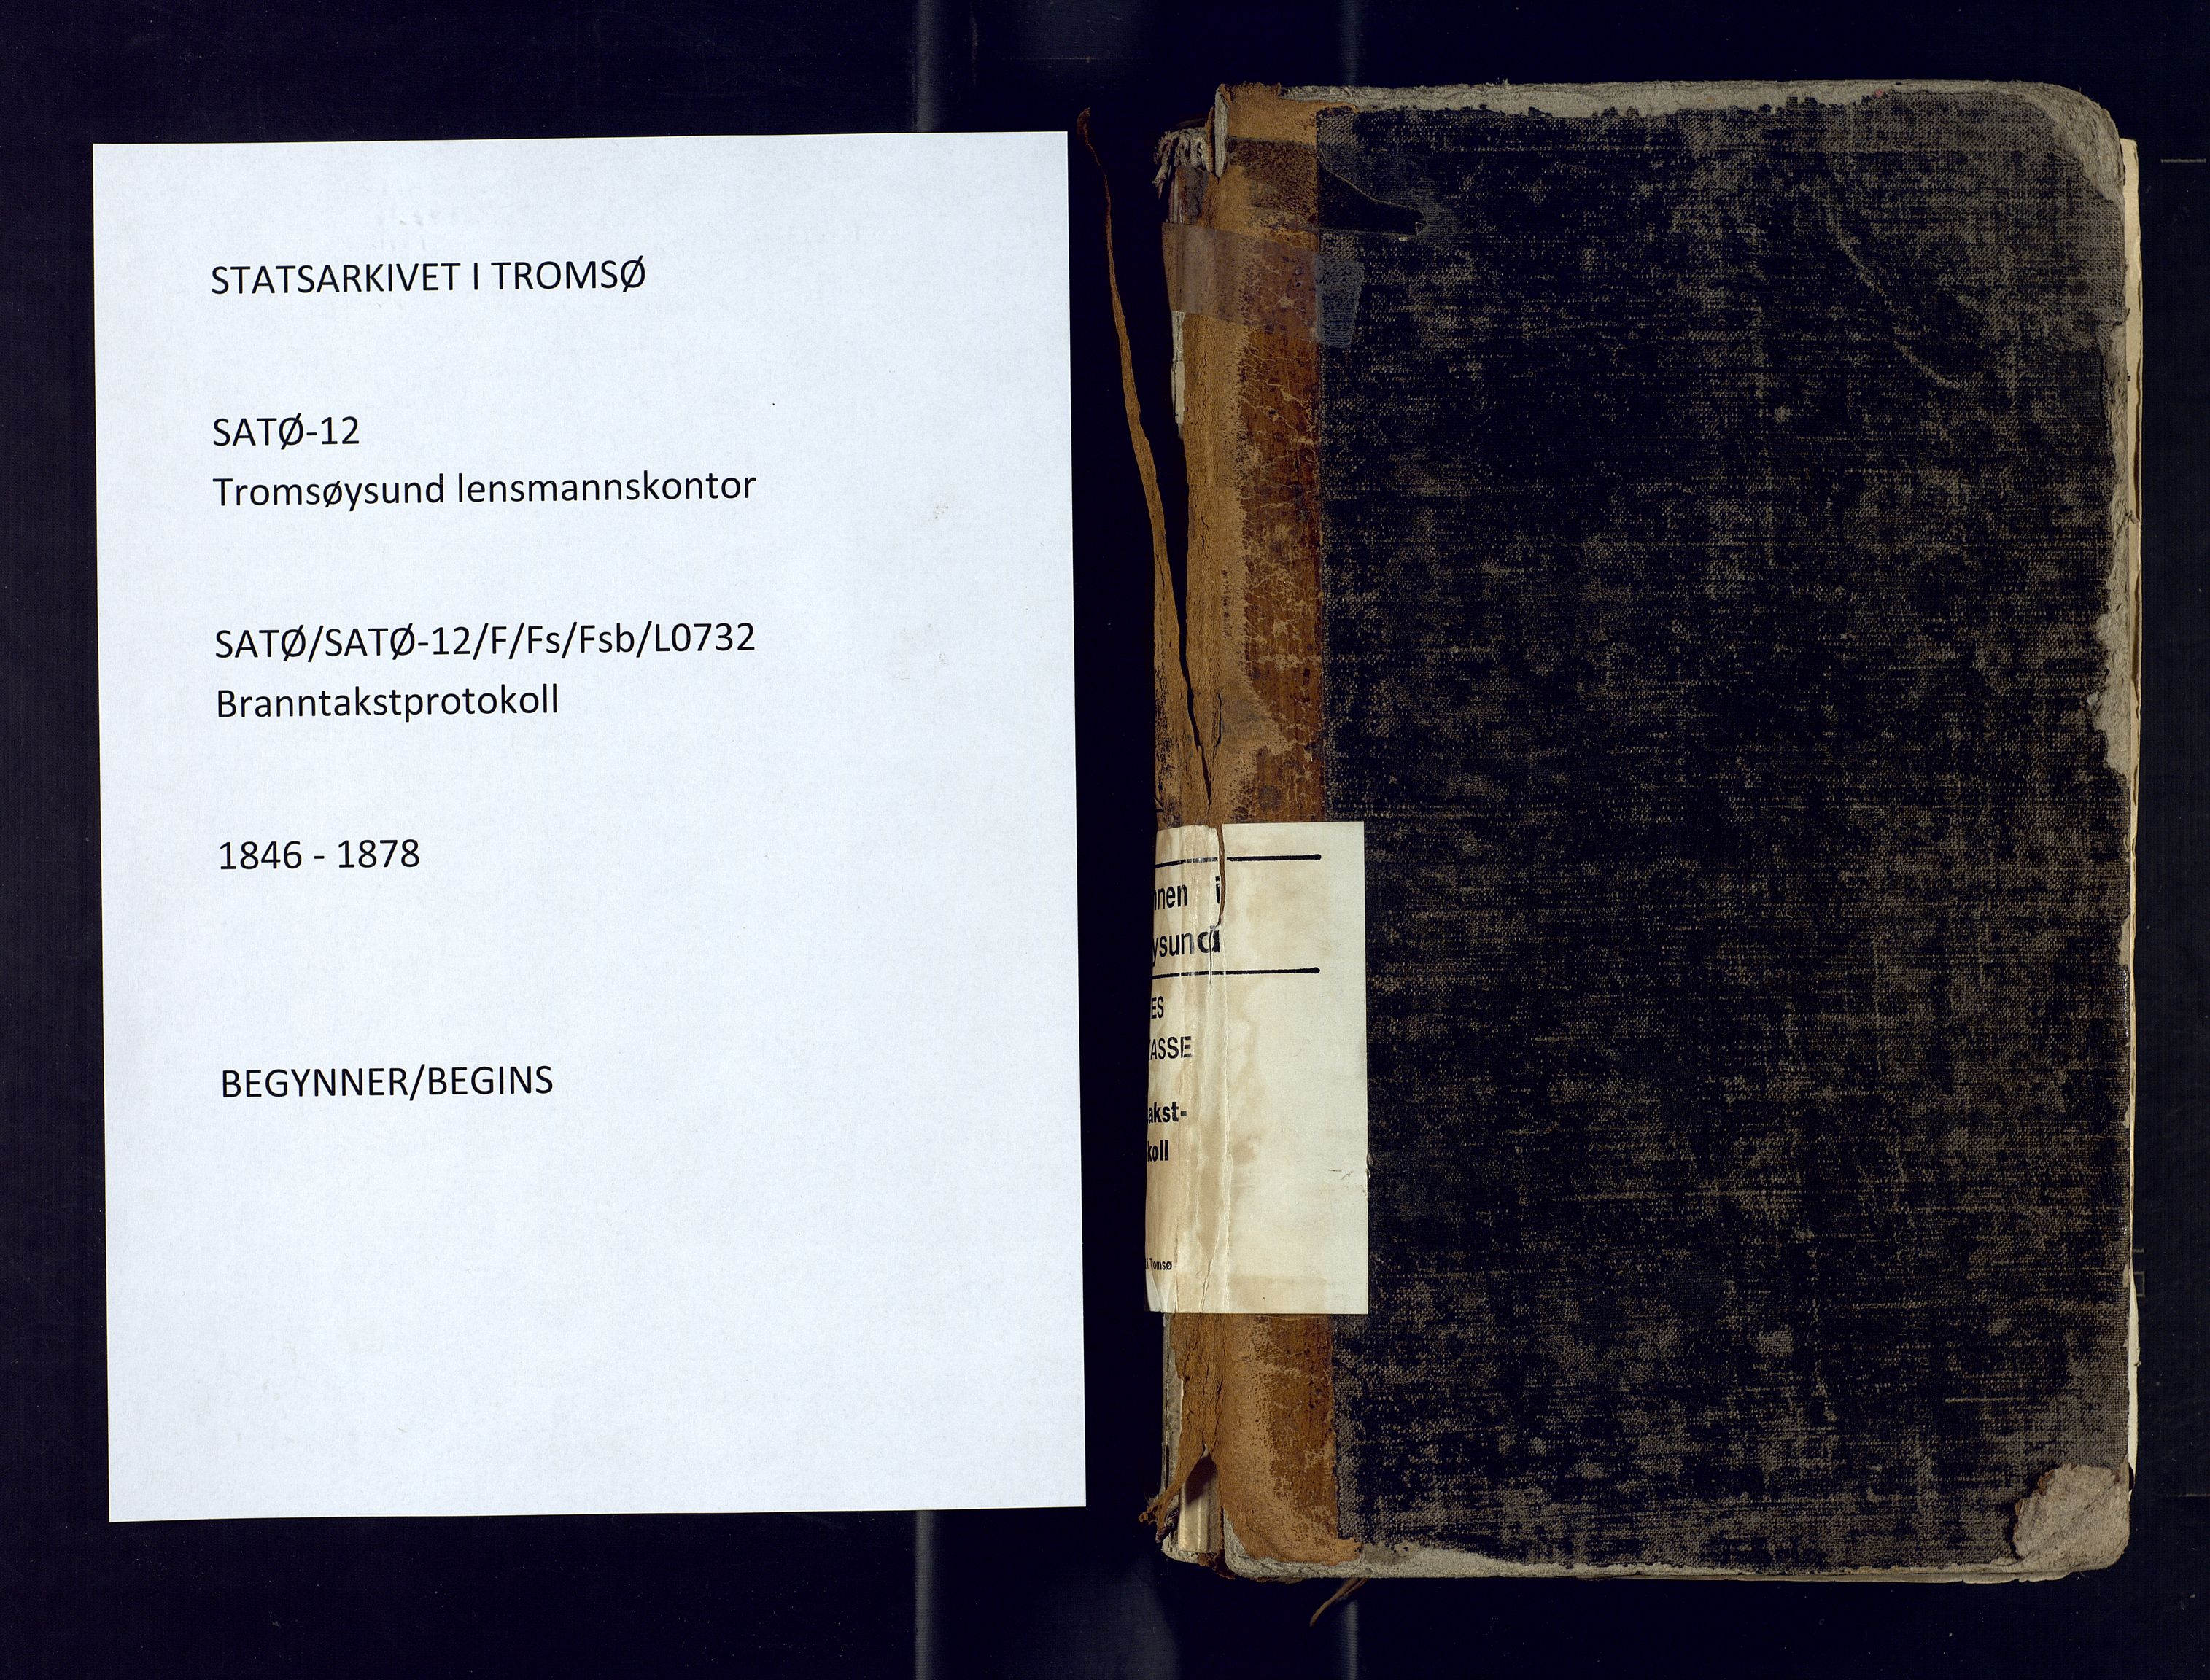 STATSARKIVET I TROMSØ
SATØ-12
Tromsøysund lensmannskontor
SATØ/SATØ-12/F/Fs/Fsb/L0732
Branntakstprotokoll
1846 - 1878
BEGYNNER/BEGINS
nnen i
ysund
ES
ASSE
akst-
koll
i Tromsø